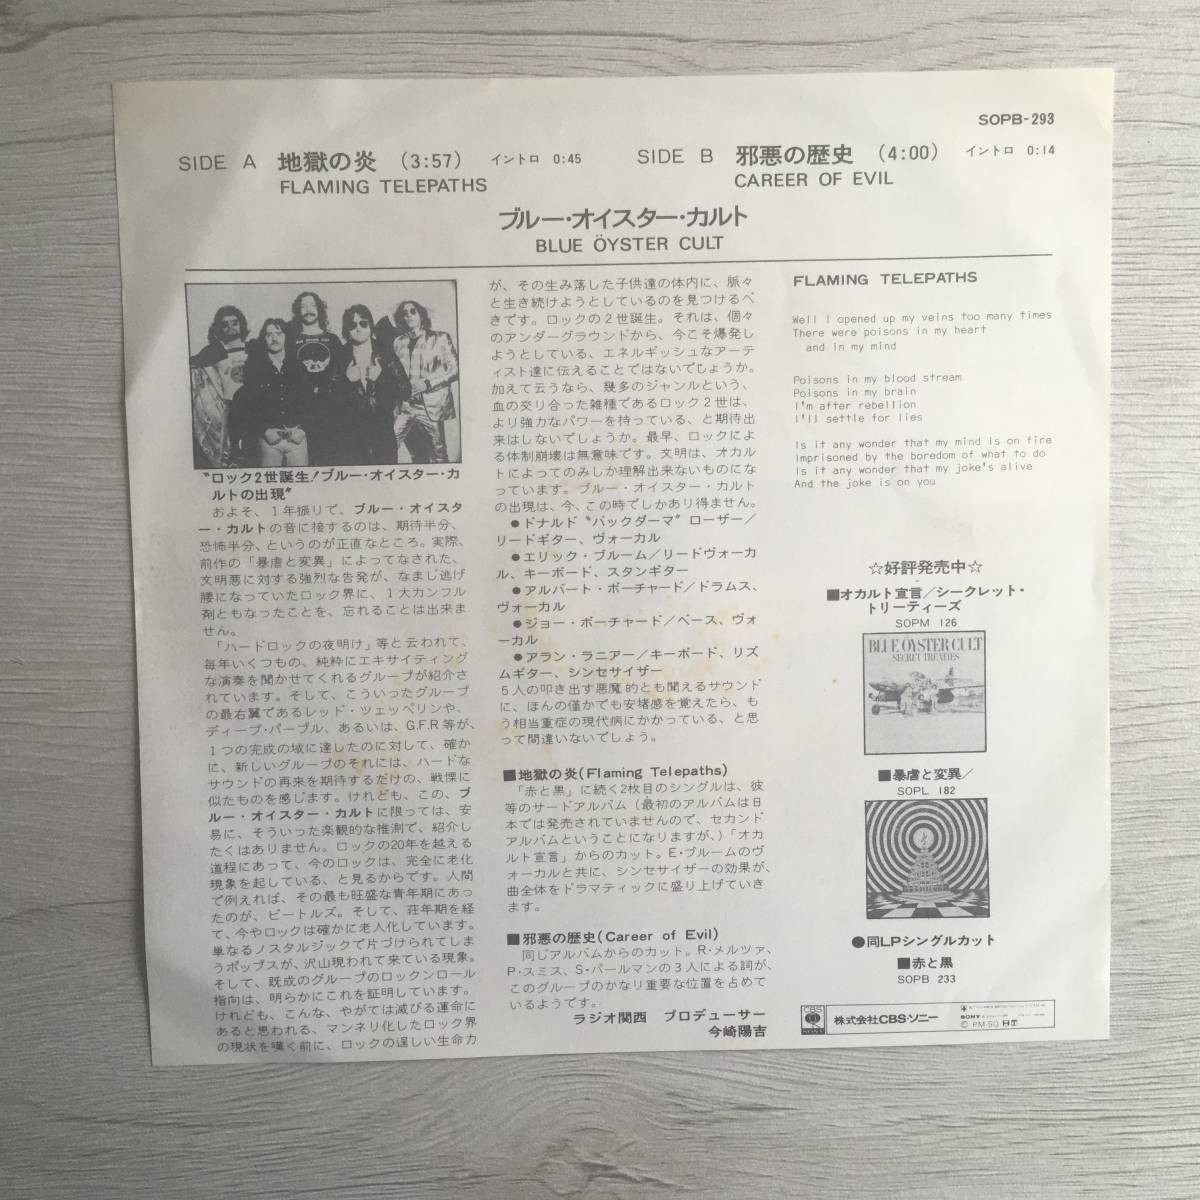 SOPB-293
SIDE A 地獄の炎 (3:57) イントロ 0:45 SIDE B 邪悪の歴史 (4:00) イントロ 0:14
FLAMING TELEPATHS CAREER OF EVIL
ブルー・オイスター・カルト
BLUE ÖYSTER CULT
"ロック2世誕生!ブルー・オイスター・カ
ルトの出現"
およそ、1年振りで、ブルー・オイスタ
ー・カルトの音に接するのは、期待半分、
恐怖半分、というのが正直なところ。実際、
前作の「暴虐と変異」によってなされた、
文明悪に対する強烈な告発が、なまじ逃げ
腰になっていたロック界に、1大カンフル
剤ともなったことを、忘れることは出来ま
せん。
「ハードロックの夜明け」等と云われて、
毎年いくつもの、純粋にエキサイティング
な演奏を聞かせてくれるグループが紹介さ
れています。そして、こういったグループ
の最右翼であるレッド・ツェッペリンや、
ディープ・パープル、あるいは、G.F.R等が、
1つの完成の域に達したのに対して、確か
に、新しいグループのそれには、ハードな
サウンドの再来を期待するだけの、戦慄に
似たものを感じます。けれども、この、ブ
ルー・オイスター・カルトに限っては、安
易に、そういった楽観的な推測で、紹介し
たくはありません。ロックの20年を越える
道程にあって、今のロックは、完全に老化
現象を起している、と見るからです。人間
で例えれば、その最も旺盛な青年期にあっ
たのが、ビートルズ。そして、荘年期を経
て、今やロックは確かに老人化しています。
単なるノスタルジックで片づけられてしま
うポップスが、沢山現われて来ている現象。
そして、既成のグループのロックンロール
指向は、明らかにこれを証明しています。
けれども、こんな、やがては滅びる運命に
あると思われる、マンネリ化したロック界
の現状を嘆く前に、ロックの逞しい生命力
が、その生み落した子供達の体内に、脈々
と生き続けようとしているのを見つけるべ
きです。ロックの2世誕生。それは、個々
のアンダーグラウンドから、今こそ爆発し
ようとしている、エネルギッシュなアーテ
ィスト達に伝えることではないでしょうか。
加えて云うなら、幾多のジャンルという、
血の交り合った雑種であるロック2世は、
より強力なパワーを持っている、と期待出
来はしないでしょうか。最早、ロックによ
る体制崩壊は無意味です。文明は、オカル
トによってのみしか理解出来ないものにな
っています。ブルー・オイスター・カルト
の出現は、今、この時でしかあり得ません。
●ドナルド"バックダーマ"ローザー/
リードギター、ヴォーカル
●エリック・ブルーム/リードヴォーカ
ル、キーボード、スタンギター
●アルバート・ボーチャード/ドラムス、
ヴォーカル
●ジョー・ボーチャード/ベース、ヴォ
ーカル
●アラン・ラニアー/キーボード、リズ
ムギター、シンセサイザー
5人の叩き出す悪魔的とも聞えるサウンド
に、ほんの僅かでも安堵感を覚えたら、も
う相当重症の現代病にかかっている、と思
って間違いないでしょう。
■地獄の炎(Flaming Telepaths)
「赤と黒」に続く2枚目のシングルは、彼
等のサードアルバム(最初のアルバムは日
本では発売されていませんので、セカンド
アルバムということになりますが、)「オカ
ルト宣言」からのカット。E・ブルームのヴ
ォーカルと共に、シンセサイザーの効果が、
曲全体をドラマティックに盛り上げていき
ます。
■邪悪の歴史(Career of Evil)
同じアルバムからのカット。R・メルツァ、
P・スミス、S・パールマンの3人による詞が、
このグループのかなり重要な位置を占めて
いるようです。
ラジオ関西 プロデューサー
今崎陽吉
FLAMING TELEPATHS
Well I opened up my veins too many times
There were poisons in my heart
and in my mind
Poisons in my blood stream
Poisons in my brain
I'm after rebellion
I'll settle for lies
Is it any wonder that my mind is on fire
Imprisoned by the boredom of what to do
Is it any wonder that my joke's alive
And the joke is on you
☆好評発売中☆
■オカルト宣言/シークレット・
トリーティーズ
SOPM 126
BLUE ÖYSTER CULT
SECRET TREATIES
■暴虐と変異/
SOPL 182
●同LPシングルカット
■赤と黒
SOPB 233
CBS
SONY
株式会社CBS・ソニー
SONY
Ⓒ PM・SQ HT